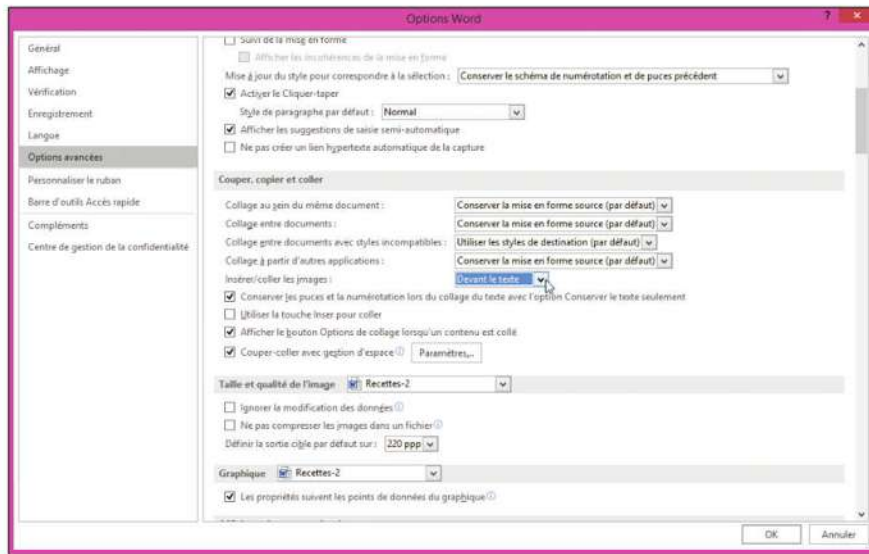 Options Word
?
Général
Affichage
Vérification
Enregistrement
Langue
Options avancées
Personnaliser le ruban
Barre d'outils Accès rapide
Compléments
Centre de gestion de la confidentialité
Suivi de la mise en forme
Afficher les incohérences de la mise en forme
Mise à jour du style pour correspondre à la sélection : Conserver le schéma de numérotation et de puces précédent
Activer le Cliquer-taper
Style de paragraphe par défaut : Normal
Afficher les suggestions de saisie semi-automatique
Ne pas créer un lien hypertexte automatique de la capture
Couper, copier et coller
Collage au sein du même document : Conserver la mise en forme source (par défaut)
Collage entre documents : Conserver la mise en forme source (par défaut)
Collage entre documents avec styles incompatibles : Utiliser les styles de destination (par défaut)
Collage à partir d'autres applications : Conserver la mise en forme source (par défaut)
Insérer/coller les images : Devant le texte
Conserver les puces et la numérotation lors du collage du texte avec l'option Conserver le texte seulement
Utiliser la touche Inser pour coller
Afficher le bouton Options de collage lorsqu'un contenu est collé
Couper-coller avec gestion d'espace Paramètres...
Taille et qualité de l'image Recettes-2
Ignorer la modification des données
Ne pas compresser les images dans un fichier
Définir la sortie cible par défaut sur : 220 ppp
Graphique Recettes-2
Les propriétés suivent les points de données du graphique
OK Annuler